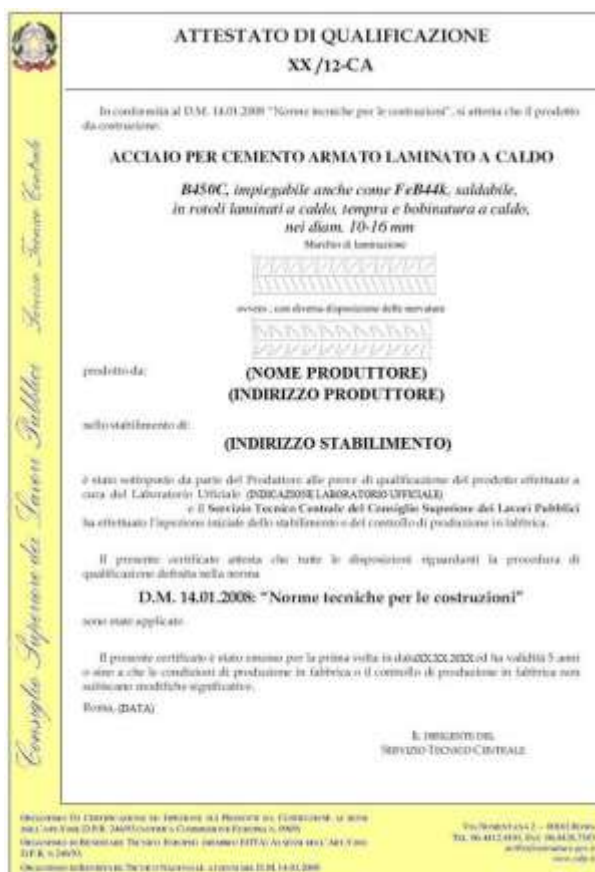 ATTESTATO DI QUALIFICAZIONE
XX /12-CA
In conformità al D.M. 14.01.2008 "Norme tecniche per le costruzioni", si attesta che il prodotto
da costruzione:
ACCIAIO PER CEMENTO ARMATO LAMINATO A CALDO
B450C, impiegabile anche come FeB44k, saldabile,
in rotoli laminati a caldo, tempra e bobinatura a caldo,
nei diam. 10-16 mm
Marchio di laminazione
ovvero, con diversa disposizione delle nervature
prodotto da:
(NOME PRODUTTORE)
(INDIRIZZO PRODUTTORE)
nello stabilimento di:
(INDIRIZZO STABILIMENTO)
è stato sottoposto da parte del Produttore alle prove di qualificazione del prodotto effettuate a
cura del Laboratorio Ufficiale (INDICAZIONE LABORATORIO UFFICIALE)
e il Servizio Tecnico Centrale del Consiglio Superiore dei Lavori Pubblici
ha effettuato l'ispezione iniziale dello stabilimento e del controllo di produzione in fabbrica.
Il presente certificato attesta che tutte le disposizioni riguardanti la procedura di
qualificazione definita nella norma
D.M. 14.01.2008: "Norme tecniche per le costruzioni"
sono state applicate
Il presente certificato è stato emesso per la prima volta in data XX.XX.20XX ed ha validità 5 anni
o sino a che le condizioni di produzione in fabbrica o il controllo di produzione in fabbrica non
subiscano modifiche significative.
Roma, (DATA)
IL DIRIGENTE DEL
SERVIZIO TECNICO CENTRALE
Consiglio Superiore dei Lavori Pubblici Servizio Tecnico Centrale